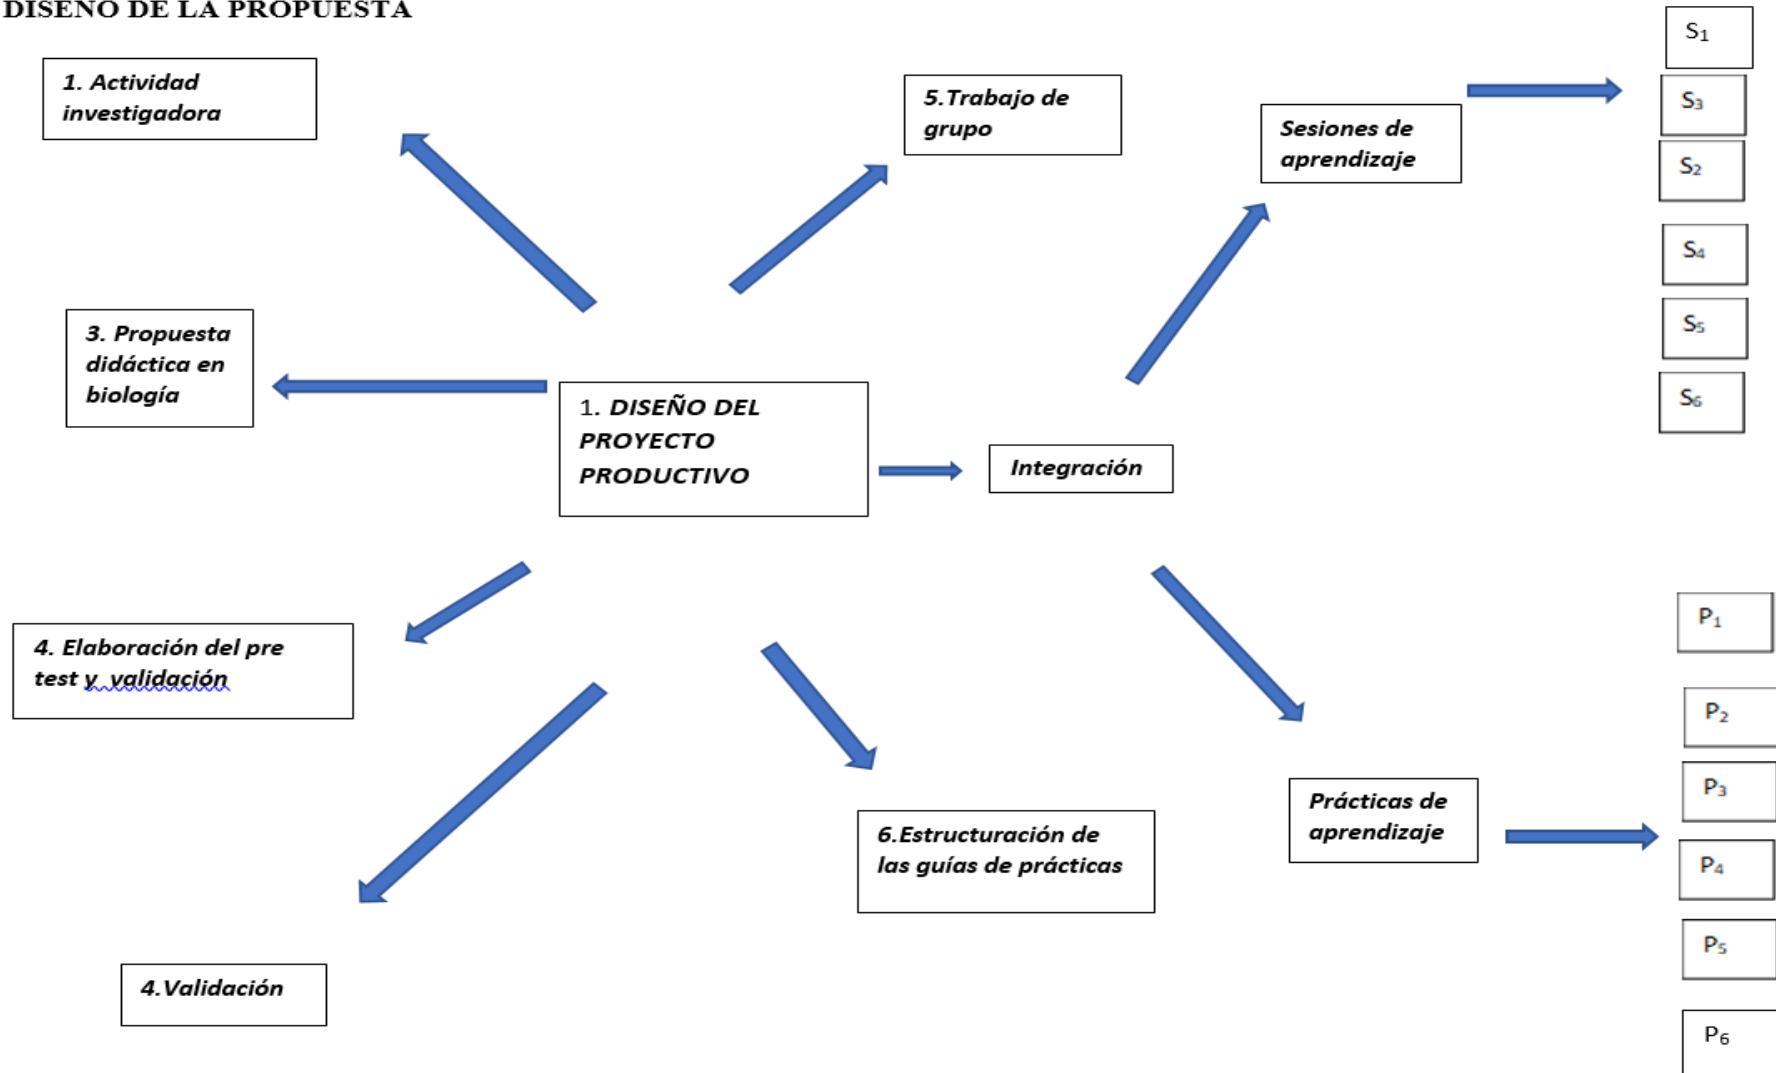 DISEÑO DE LA PROPUESTA
1. Actividad
investigadora
5.Trabajo de
grupo
Sesiones de
aprendizaje
S1
S3
S2
S4
S5
S6
3. Propuesta
didáctica en
biología
1. DISEÑO DEL
PROYECTO
PRODUCTIVO
Integración
4. Elaboración del pre
test y  validación
6.Estructuración de
las guías de prácticas
Prácticas de
aprendizaje
P1
P2
P3
P4
P5
P6
4.Validación